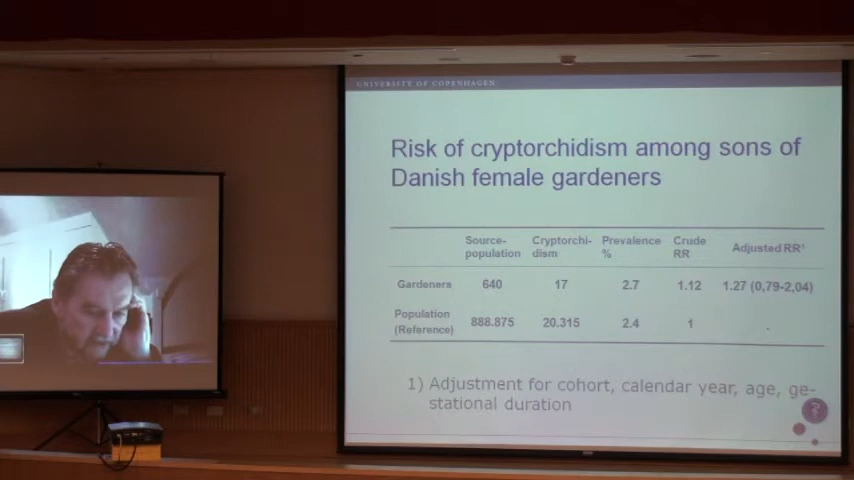 UNIVERSITY OF COPENHAGEN
Risk of cryptorchidism among sons of
Danish female gardeners
Source- Cryptorchi- Prevalence Crude Adjusted RR¹
population dism % RR
Gardeners 640 17 2.7 1.12 1.27 (0,79-2,04)
Population
(Reference) 888.875 20.315 2.4 1
1) Adjustment for cohort, calendar year, age, ge-
stational duration